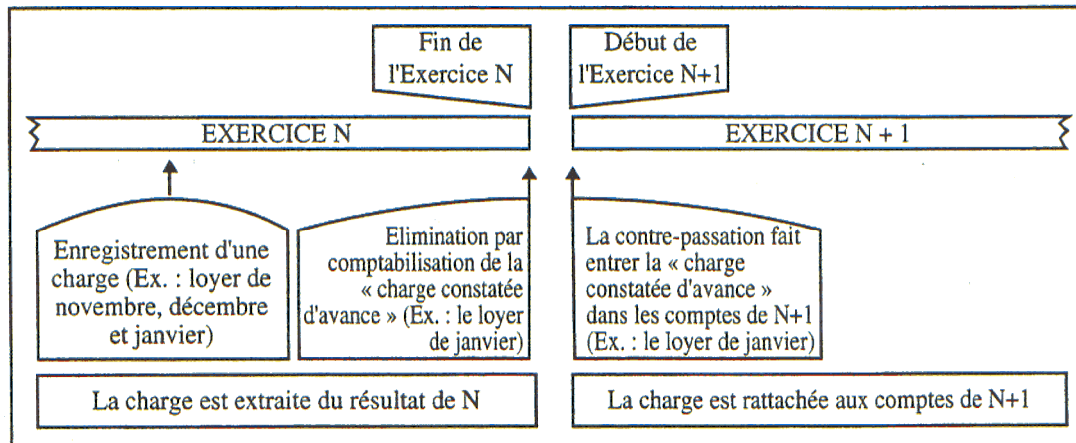 Fin de
l'Exercice N
Début de
l'Exercice N+1
EXERCICE N
EXERCICE N + 1
Enregistrement d'une
charge (Ex. : loyer de
novembre, décembre
et janvier)
Elimination par
comptabilisation de la
« charge constatée
d'avance » (Ex. : le loyer
de janvier)
La contre-passation fait
entrer la « charge
constatée d'avance »
dans les comptes de N+1
(Ex. : le loyer de janvier)
La charge est extraite du résultat de N
La charge est rattachée aux comptes de N+1